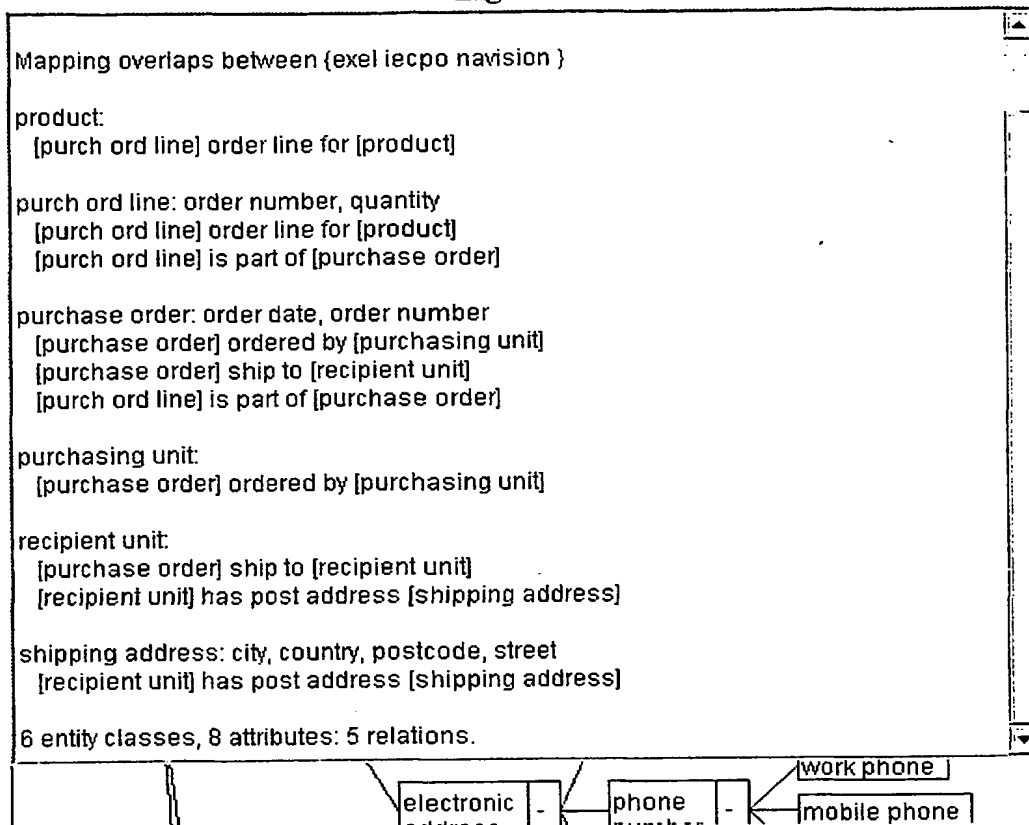 Mapping overlaps between {exel iecpo navision }
product:
[purch ord line] order line for [product]
purch ord line: order number, quantity
[purch ord line] order line for [product]
[purch ord line] is part of [purchase order]
purchase order: order date, order number
[purchase order] ordered by [purchasing unit]
[purchase order] ship to [recipient unit]
[purch ord line] is part of [purchase order]
purchasing unit:
[purchase order] ordered by [purchasing unit]
recipient unit:
[purchase order] ship to [recipient unit]
[recipient unit] has post address [shipping address]
shipping address: city, country, postcode, street
[recipient unit] has post address [shipping address]
6 entity classes, 8 attributes: 5 relations.
work phone
electronic - phone - mobile phone